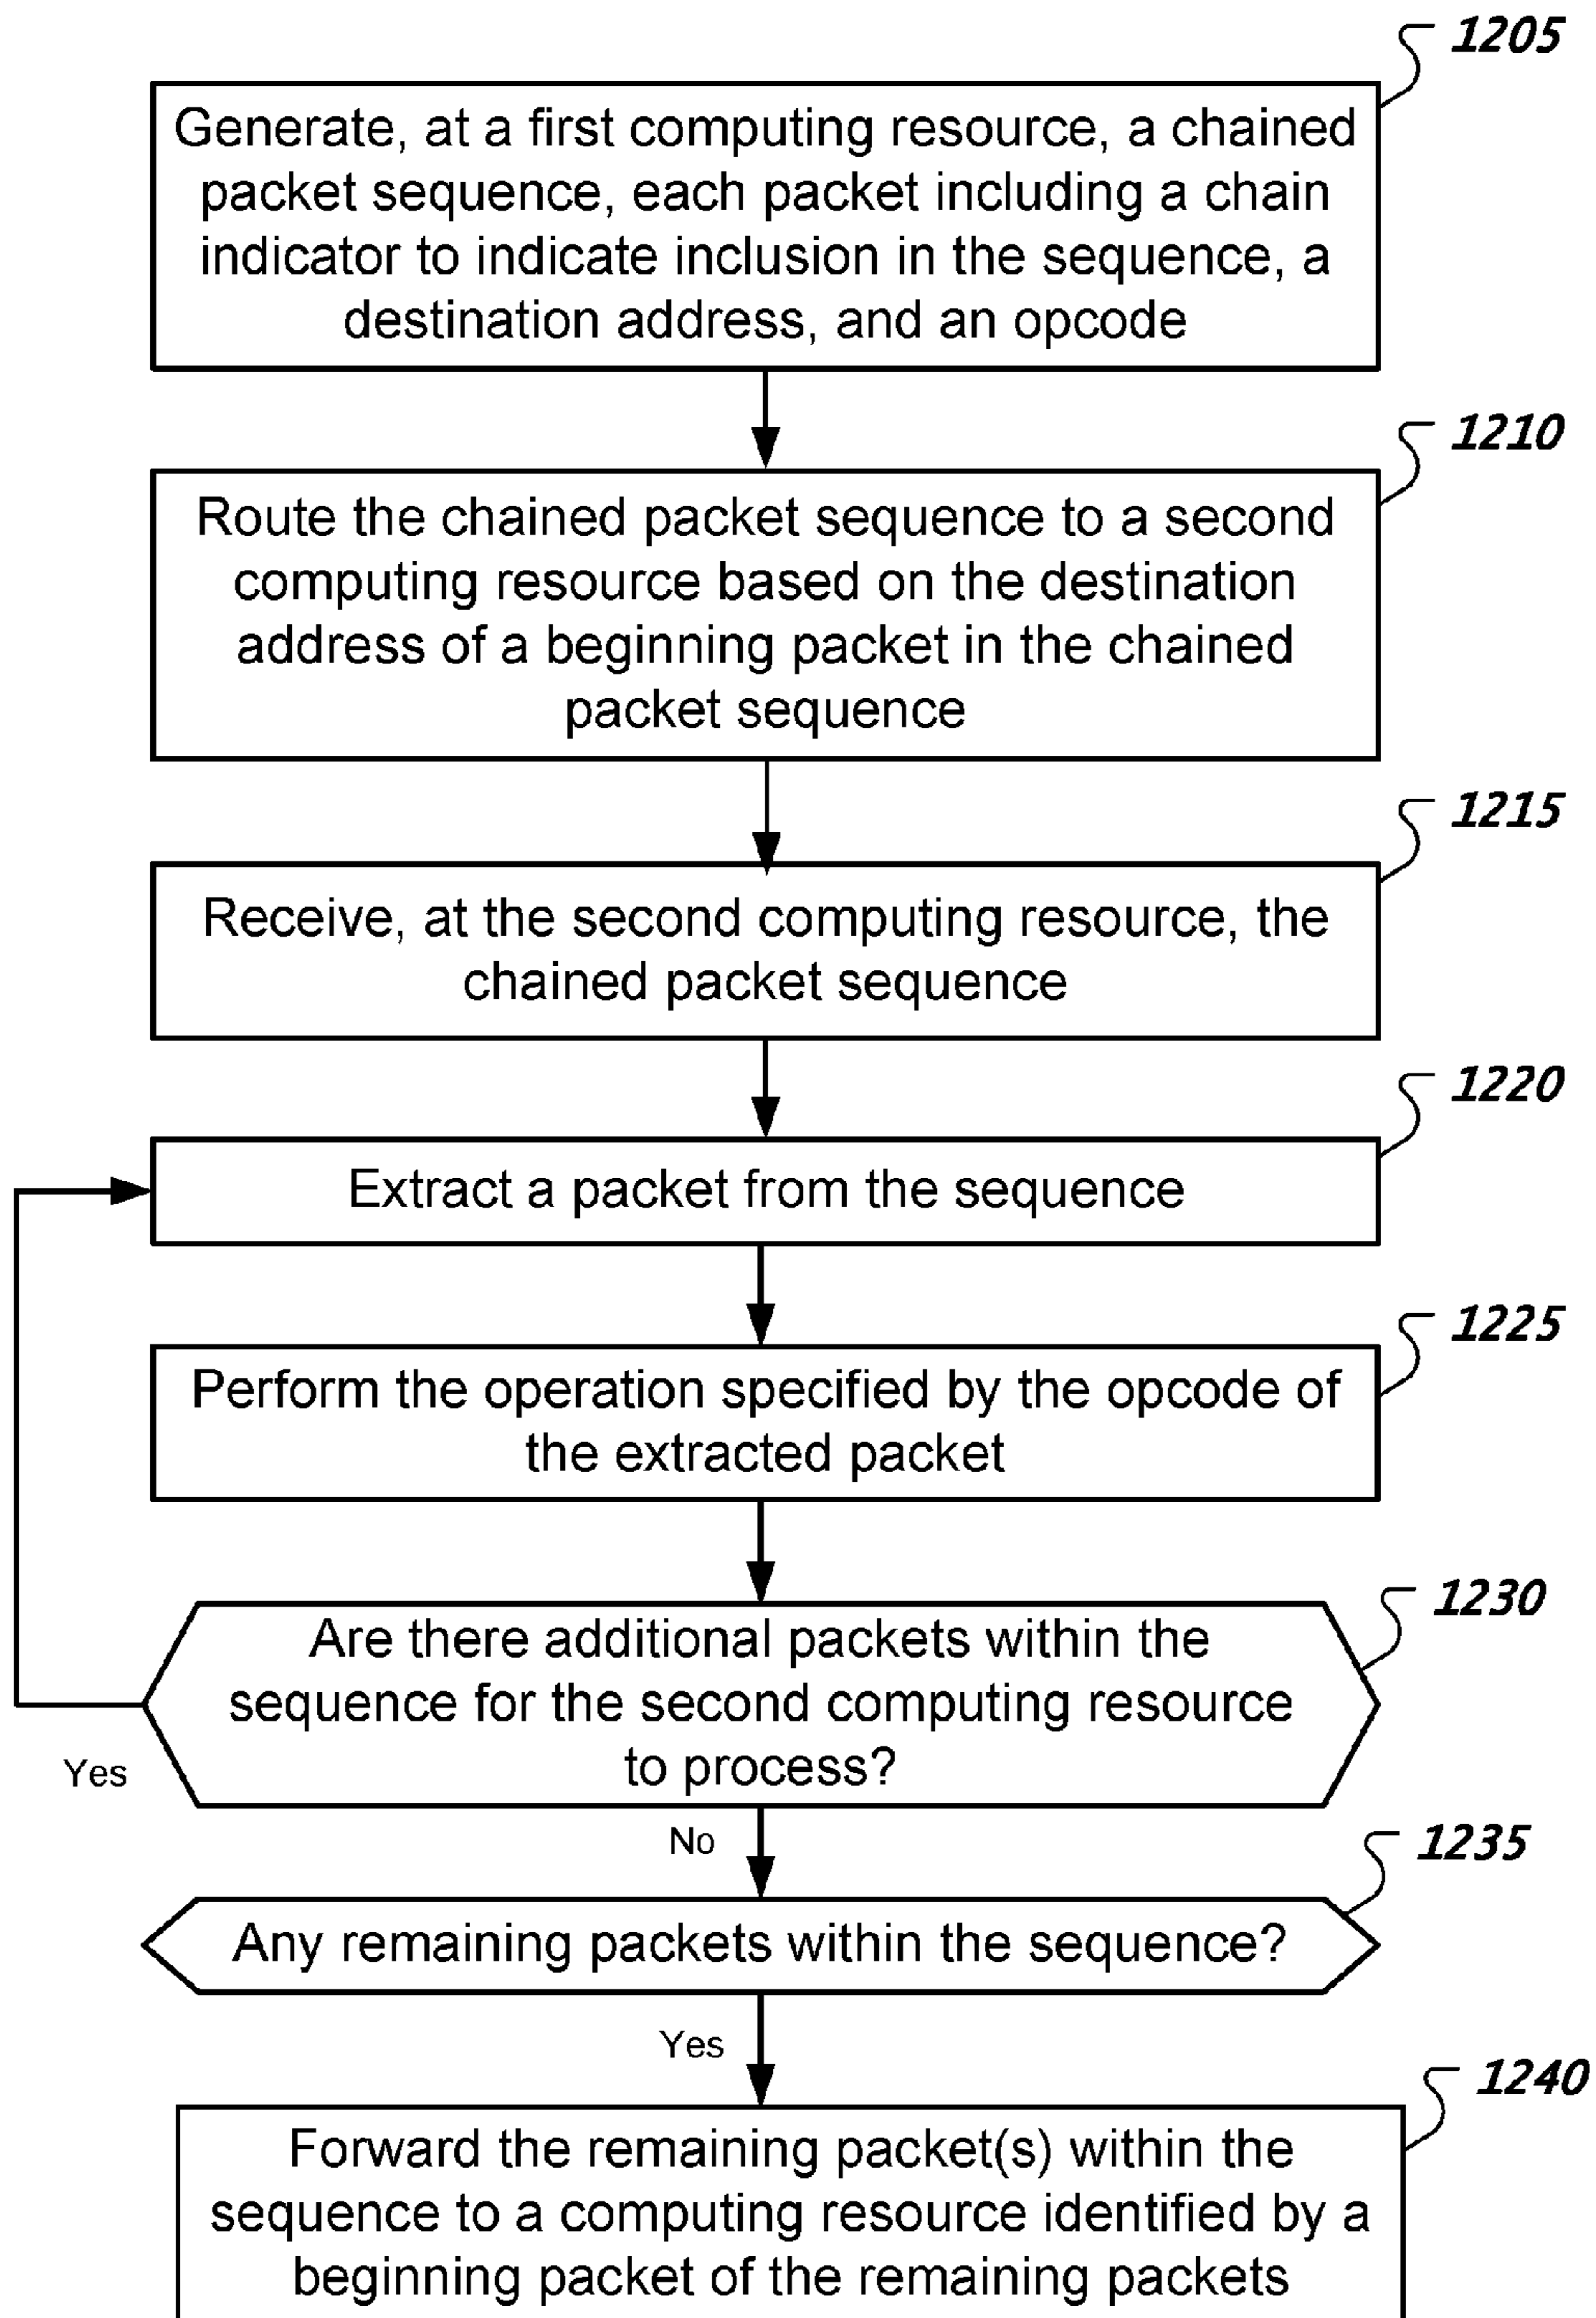 1205
Generate, at a first computing resource, a chained
packet sequence, each packet including a chain
indicator to indicate inclusion in the sequence, a
destination address, and an opcode
1210
Route the chained packet sequence to a second
computing resource based on the destination
address of a beginning packet in the chained
packet sequence
1215
Receive, at the second computing resource, the
chained packet sequence
1220
Extract a packet from the sequence
1225
Perform the operation specified by the opcode of
the extracted packet
1230
Are there additional packets within the
sequence for the second computing resource
to process?
Yes
No
1235
Any remaining packets within the sequence?
Yes
1240
Forward the remaining packet(s) within the
sequence to a computing resource identified by a
beginning packet of the remaining packets